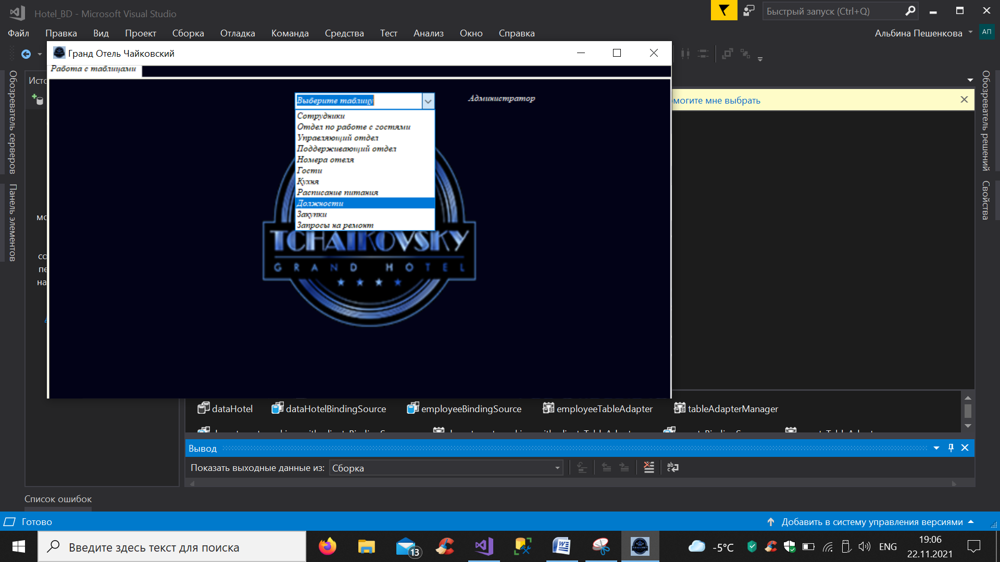 Hotel_BD - Microsoft Visual Studio
Быстрый запуск (Ctrl+Q)
Файл Правка Вид Проект Сборка Отладка Команда Средства Тест Анализ Окно Справка
Альбина Пешенкова АП
Гранд Отель Чайковский
Работа с таблицами
Обозреватель серверов
Панель элементов
Исто
мо
со
пе
на
Выберите таблицу
Администратор
Сотрудники
Отдел по работе с гостями
Управляющий отдел
Поддерживающий отдел
Номера отеля
Гости
Кухня
Расписание питания
Должности
Закупки
Запросы на ремонт
TCHAIKOVSKY
GRAND HOTEL
могите мне выбрать
Обозреватель решений
Свойства
dataHotel dataHotelBindingSource employeeBindingSource employeeTableAdapter tableAdapterManager
Вывод
Показать выходные данные из: Сборка
Список ошибок
Готово
Добавить в систему управления версиями
Введите здесь текст для поиска
13
-5°C
ENG
19:06
22.11.2021